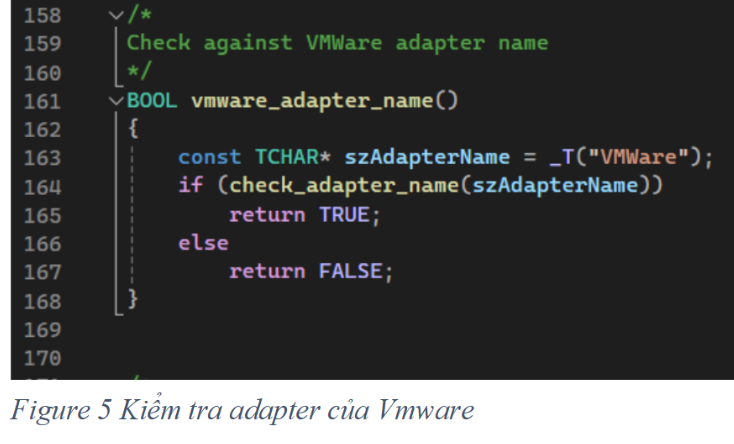 158 /*
159 Check against VMWare adapter name
160 */
161 BOOL vmware_adapter_name()
162 {
163 const TCHAR* szAdapterName = _T("VMWare");
164 if (check_adapter_name(szAdapterName))
165 return TRUE;
166 else
167 return FALSE;
168 }
169
170
Figure 5 Kiểm tra adapter của Vmware